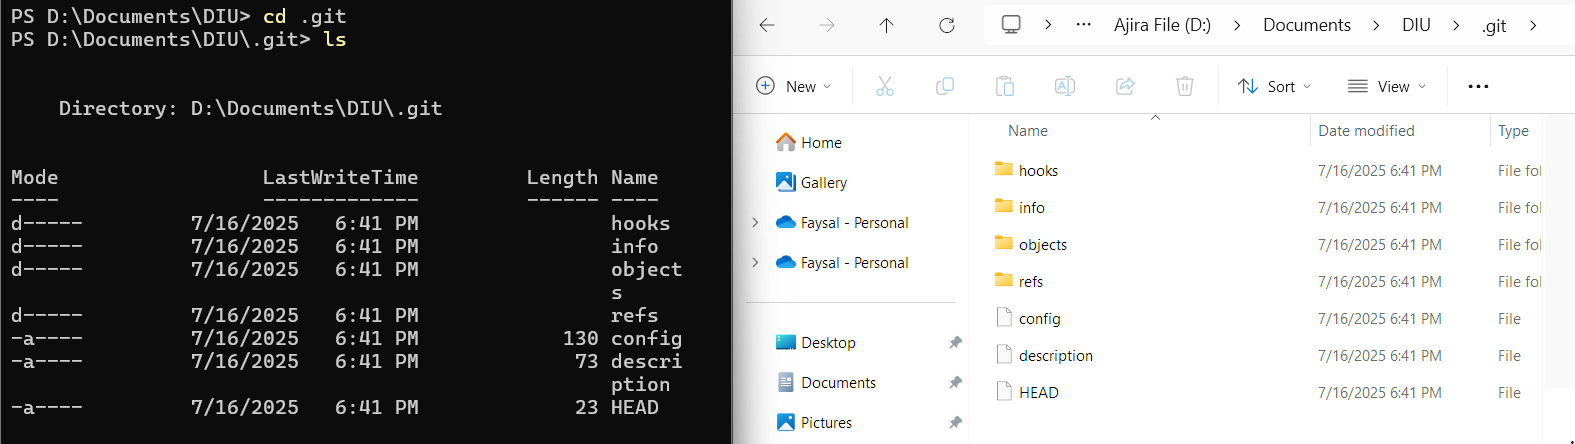 PS D:\Documents\DIU> cd .git
PS D:\Documents\DIU\.git> ls
Directory: D:\Documents\DIU\.git
Mode LastWriteTime Length Name
---- ------------- ------ ----
d----- 7/16/2025 6:41 PM hooks
d----- 7/16/2025 6:41 PM info
d----- 7/16/2025 6:41 PM object
s
d----- 7/16/2025 6:41 PM refs
-a---- 7/16/2025 6:41 PM 130 config
-a---- 7/16/2025 6:41 PM 73 descri
ption
-a---- 7/16/2025 6:41 PM 23 HEAD
Ajira File (D:) > Documents > DIU > .git >
New Sort View
Home
Gallery
Faysal - Personal
Faysal - Personal
Desktop
Documents
Pictures
Name Date modified Type
hooks 7/16/2025 6:41 PM File fol
info 7/16/2025 6:41 PM File fol
objects 7/16/2025 6:41 PM File fol
refs 7/16/2025 6:41 PM File fol
config 7/16/2025 6:41 PM File
description 7/16/2025 6:41 PM File
HEAD 7/16/2025 6:41 PM File